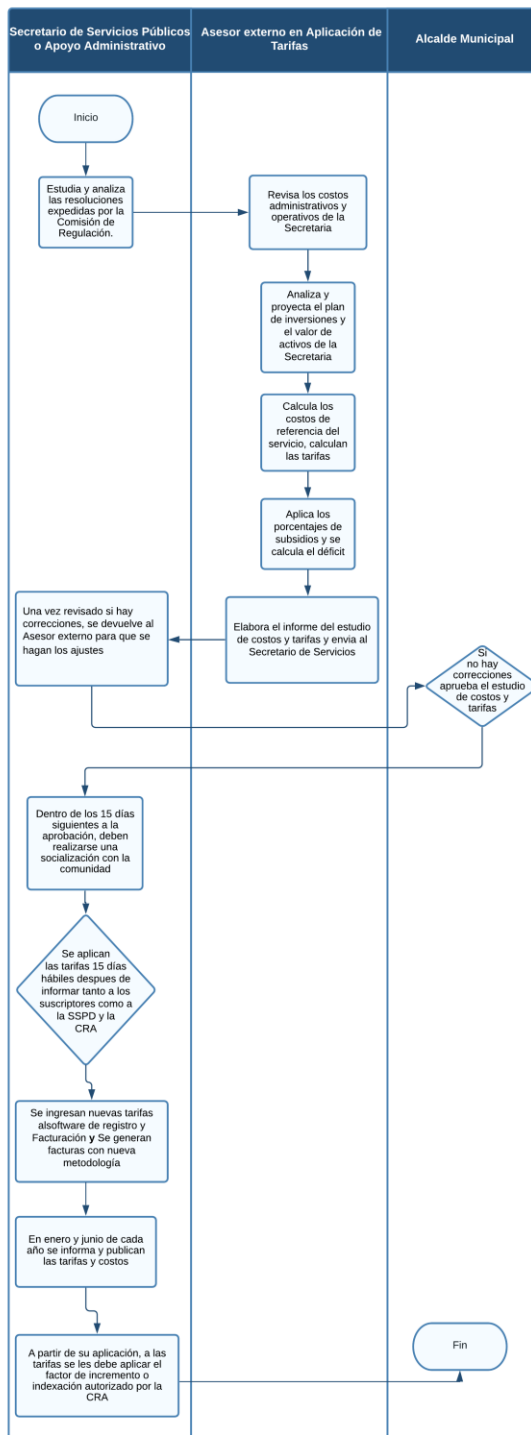 Secretario de Servicios Públicos
o Apoyo Administrativo
Asesor externo en Aplicación de
Tarifas
Alcalde Municipal
Inicio
Estudia y analiza
las resoluciones
expedidas por la
Comisión de
Regulación.
Revisa los costos
administrativos y
operativos de la
Secretaria
Analiza y
proyecta el plan
de inversiones y
el valor de
activos de la
Secretaria
Calcula los
costos de
referencia del
servicio, calculan
las tarifas
Aplica los
porcentajes de
subsidios y se
calcula el déficit
Elabora el informe del estudio
de costos y tarifas y envia al
Secretario de Servicios
Una vez revisado si hay
correcciones, se devuelve al
Asesor externo para que se
hagan los ajustes
Si
no hay
correcciones
aprueba el estudio
de costos y
tarifas
Dentro de los 15 días
siguientes a la
aprobación, deben
realizarse una
socialización con la
comunidad
Se aplican
las tarifas 15 días
hábiles despues de
informar tanto a los
suscriptores como a
la SSPD y la
CRA
Se ingresan nuevas tarifas
alsoftware de registro y
Facturación y Se generan
facturas con nueva
metodología
En enero y junio de cada
año se informa y publican
las tarifas y costos
A partir de su aplicación, a las
tarifas se les debe aplicar el
factor de incremento o
indexación autorizado por la
CRA
Fin